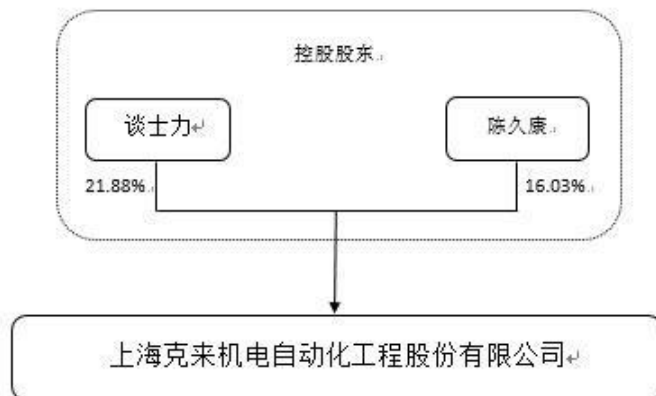 控股股东
谈士力
陈久康
21.88%
16.03%
上海克来机电自动化工程股份有限公司